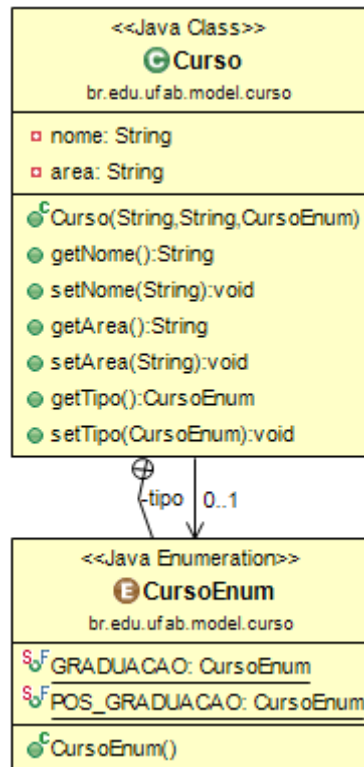 <<Java Class>>
C Curso
br.edu.ufab.model.curso
nome: String
area: String
C Curso(String,String,CursoEnum)
getNome():String
setNome(String):void
getArea():String
setArea(String):void
getTipo():CursoEnum
setTipo(CursoEnum):void
-tipo 0..1
<<Java Enumeration>>
E CursoEnum
br.edu.ufab.model.curso
S F GRADUACAO: CursoEnum
S F POS_GRADUACAO: CursoEnum
C CursoEnum()